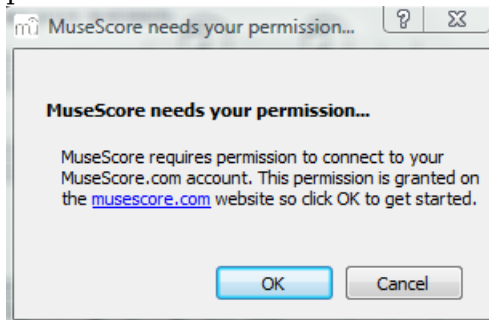 MuseScore needs your permission...
MuseScore needs your permission...
MuseScore requires permission to connect to your
MuseScore.com account. This permission is granted on
the musescore.com website so click OK to get started.
OK Cancel